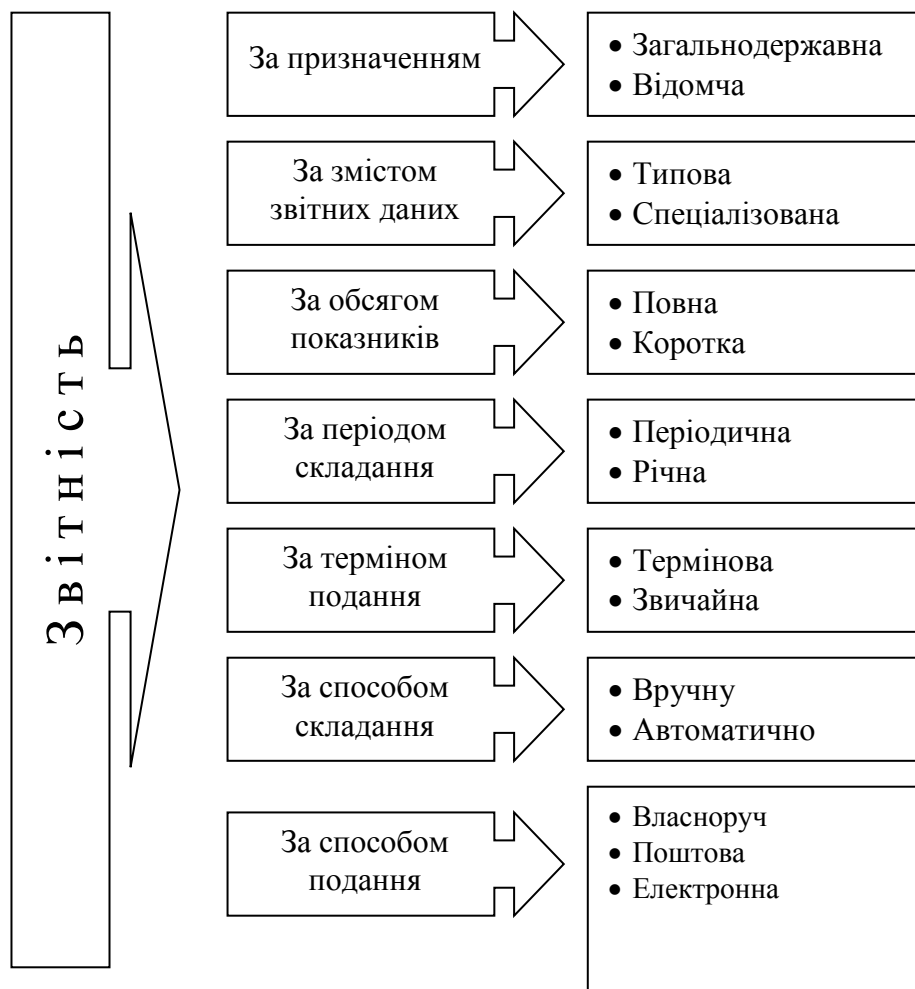 Звітність
За призначенням
• Загальнодержавна
• Відомча
За змістом
звітних даних
• Типова
• Спеціалізована
За обсягом
показників
• Повна
• Коротка
За періодом
складання
• Періодична
• Річна
За терміном
подання
• Термінова
• Звичайна
За способом
складання
• Вручну
• Автоматично
За способом
подання
• Власноруч
• Поштова
• Електронна